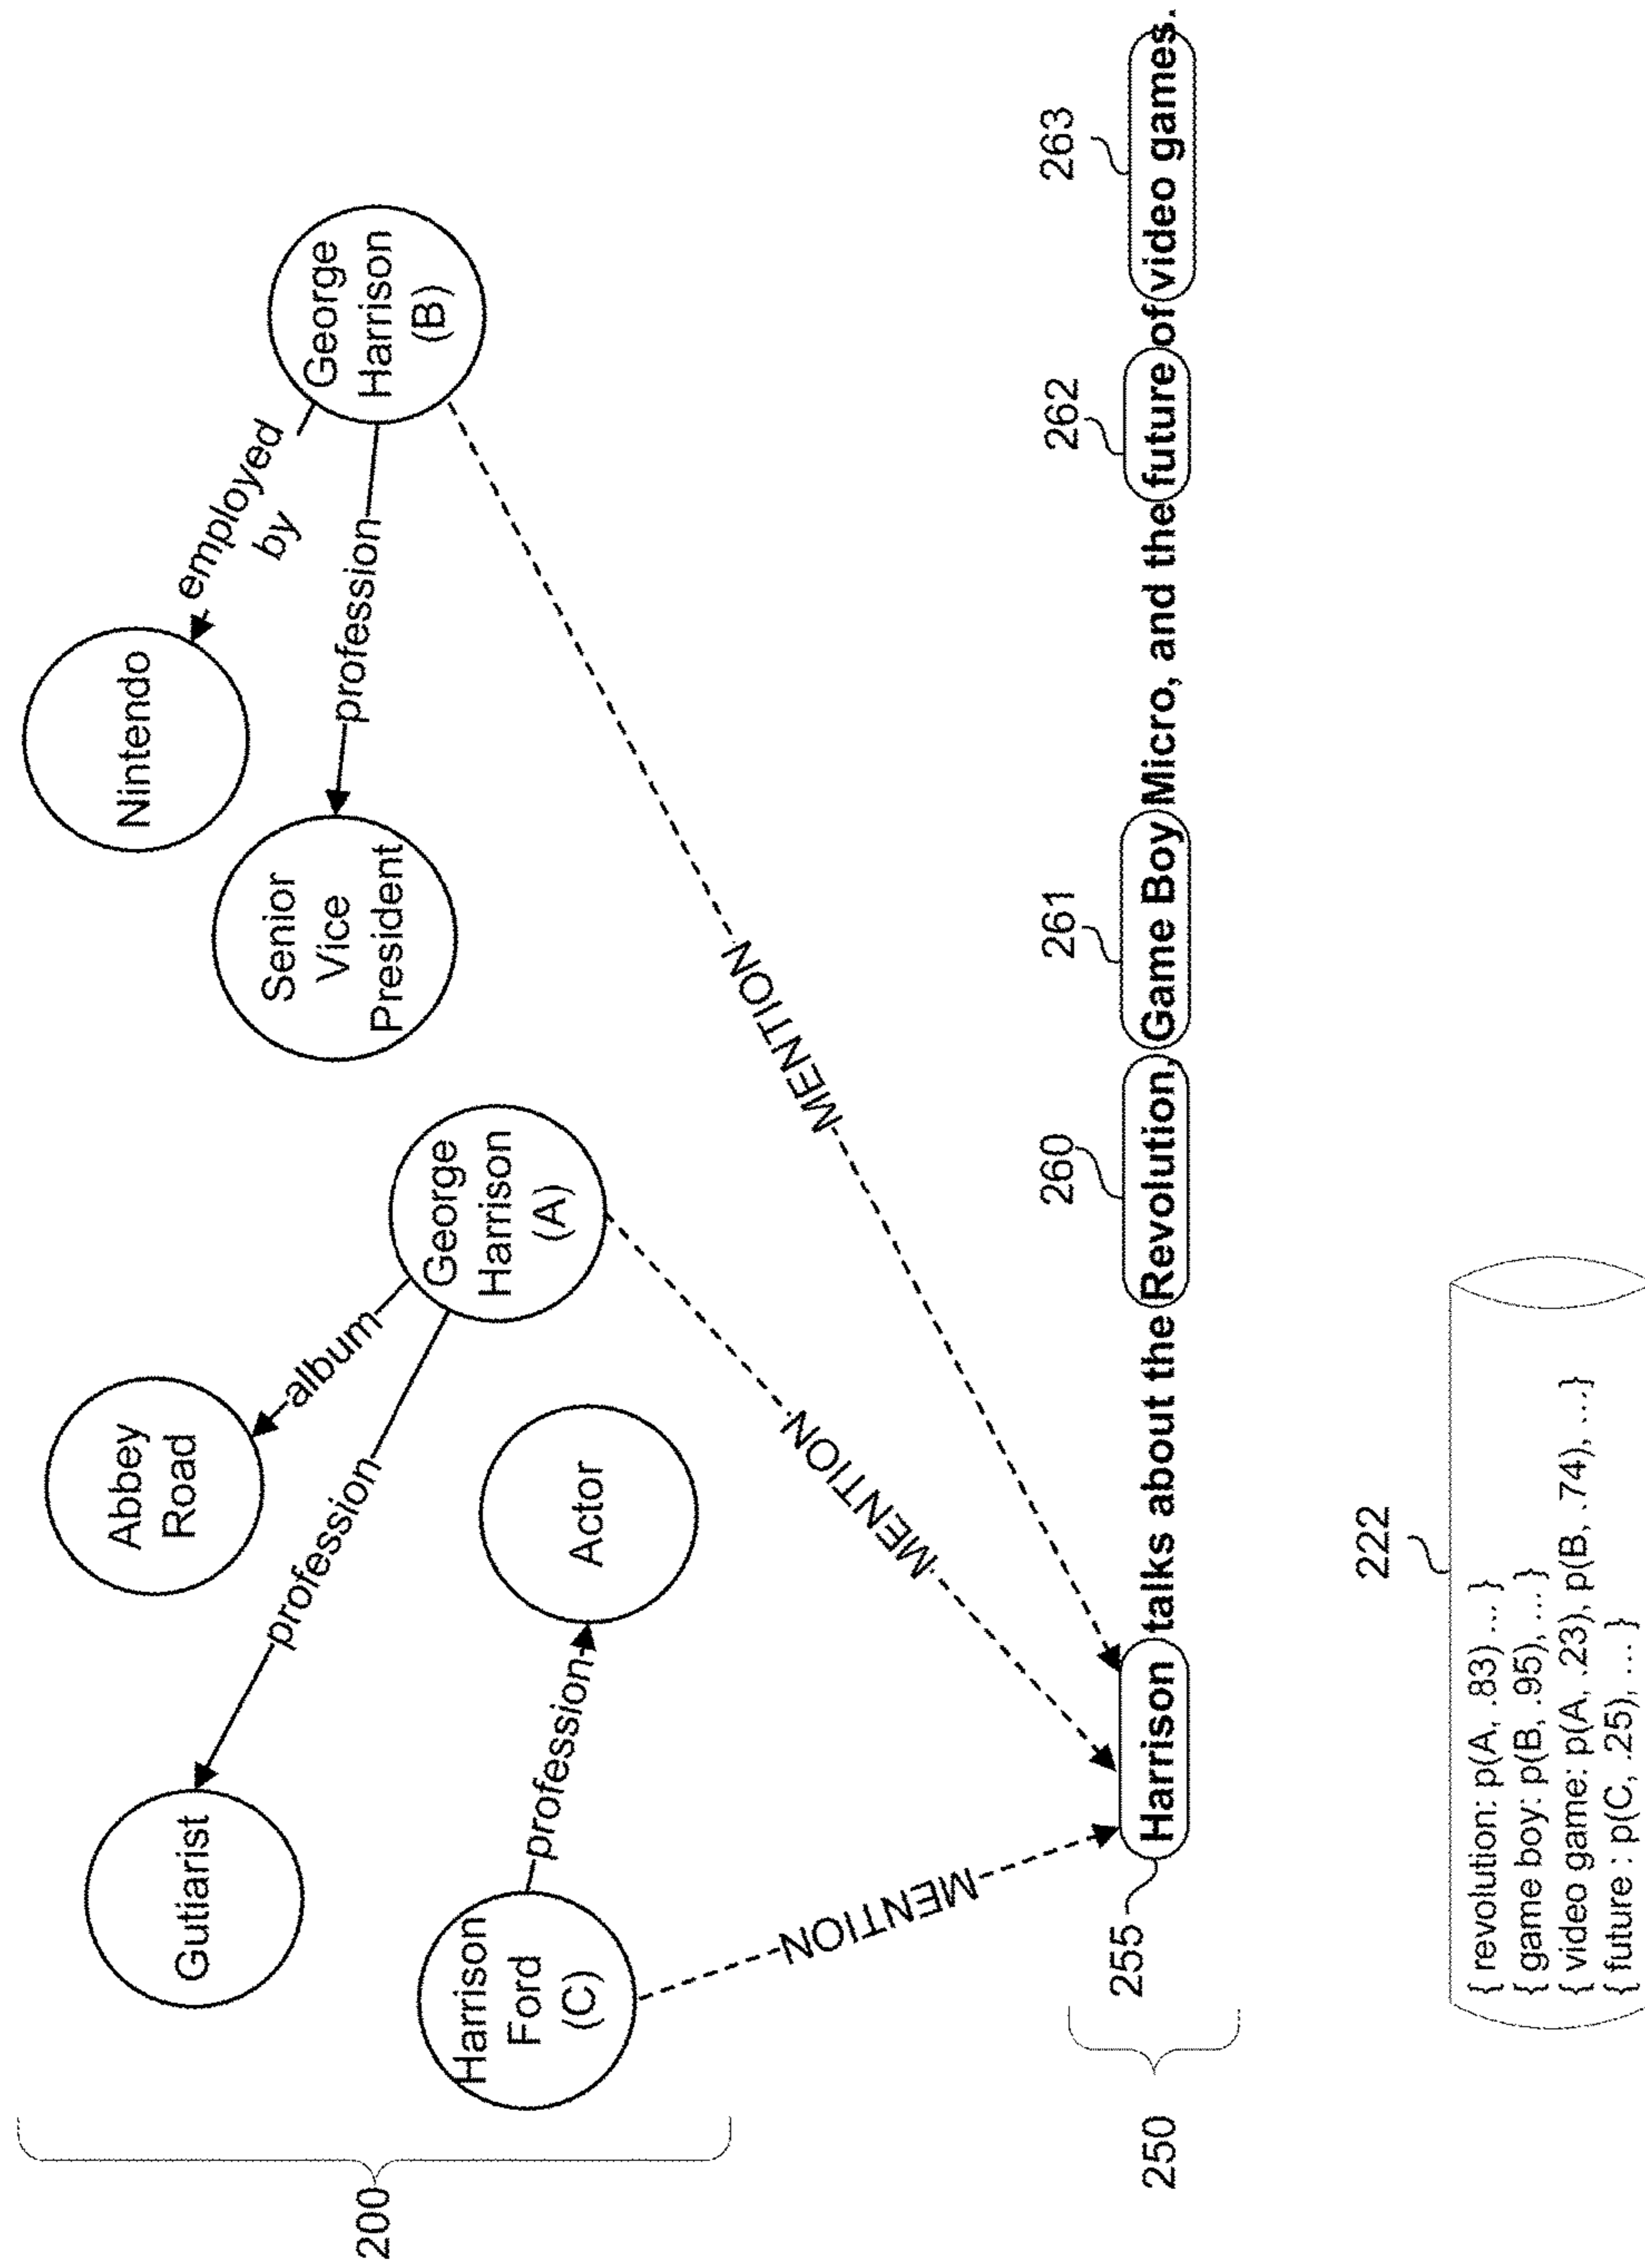 200
Gutiarist
Abbey
Road
Nintendo
employed
by
album
profession
Senior
Vice
President
profession
George
Harrison
(B)
Harrison
Ford
(C)
profession
Actor
George
Harrison
(A)
MENTION
MENTION
MENTION
250
255
260
261
262
263
Harrison talks about the Revolution, Game Boy Micro, and the future of video games.
222
{ revolution: p(A, .83) ... }
{ game boy: p(B, .95), ... }
{ video game: p(A, .23), p(B, .74), ...}
{ future : p(C, .25), ... }